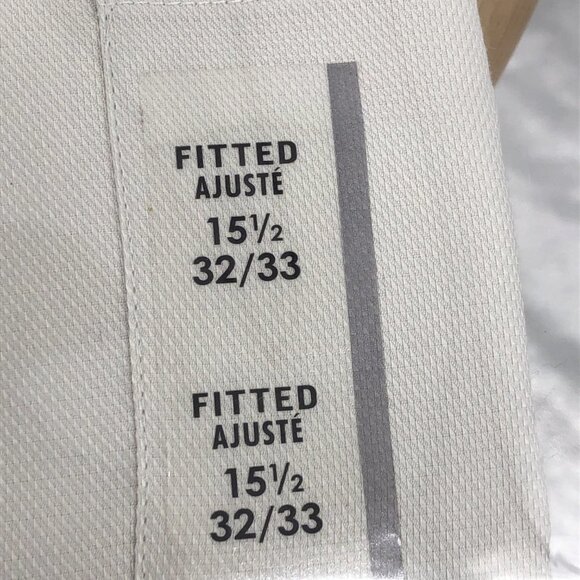 FITTED
AJUSTÉ
15½
32/33
FITTED
AJUSTÉ
15½
32/33